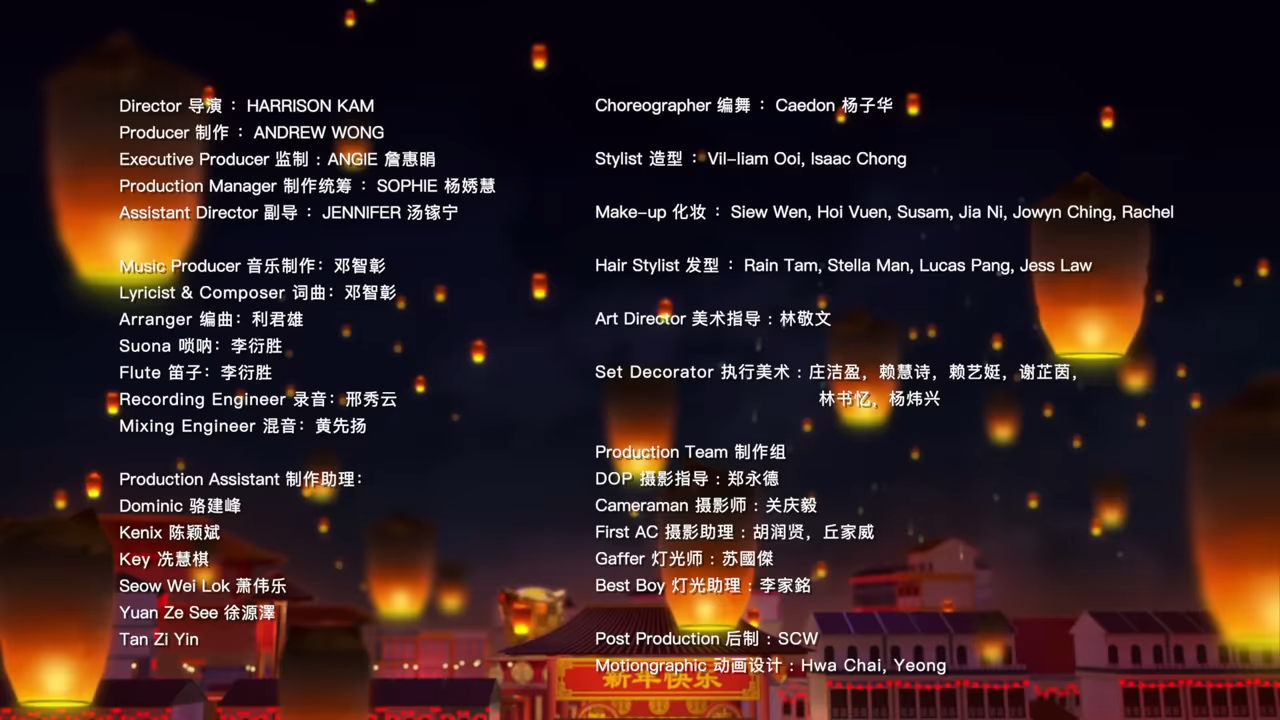 Director 导演 : HARRISON KAM
Producer 制作 : ANDREW WONG
Executive Producer 监制 : ANGIE 詹惠眉
Production Manager 制作统筹 : SOPHIE 杨娴慧
Assistant Director 副导 : JENNIFER 汤镓宁
Music Producer 音乐制作: 邓智彰
Lyricist & Composer 词曲: 邓智彰
Arranger 编曲: 利君雄
Suona 唢呐: 李衍胜
Flute 笛子: 李衍胜
Recording Engineer 录音: 邢秀云
Mixing Engineer 混音: 黄先扬
Production Assistant 制作助理:
Dominic 骆建峰
Kenix 陈颖斌
Key 冼慧棋
Seow Wei Lok 萧伟乐
Yuan Ze See 徐源澤
Tan Zi Yin
Choreographer 编舞 : Caedon 杨子华
Stylist 造型 : Vil-liam Ooi, Isaac Chong
Make-up 化妆 : Siew Wen, Hoi Vuen, Susam, Jia Ni, Jowyn Ching, Rachel
Hair Stylist 发型 : Rain Tam, Stella Man, Lucas Pang, Jess Law
Art Director 美术指导 : 林敬文
Set Decorator 执行美术 : 庄洁盈, 赖慧诗, 赖艺娗, 谢芷茵,
林书忆, 杨炜兴
Production Team 制作组
DOP 摄影指导 : 郑永德
Cameraman 摄影师 : 关庆毅
First AC 摄影助理 : 胡润贤, 丘家威
Gaffer 灯光师 : 苏國傑
Best Boy 灯光助理 : 李家銘
Post Production 后制 : SCW
Motiongraphic 动画设计 : Hwa Chai, Yeong
新年快乐